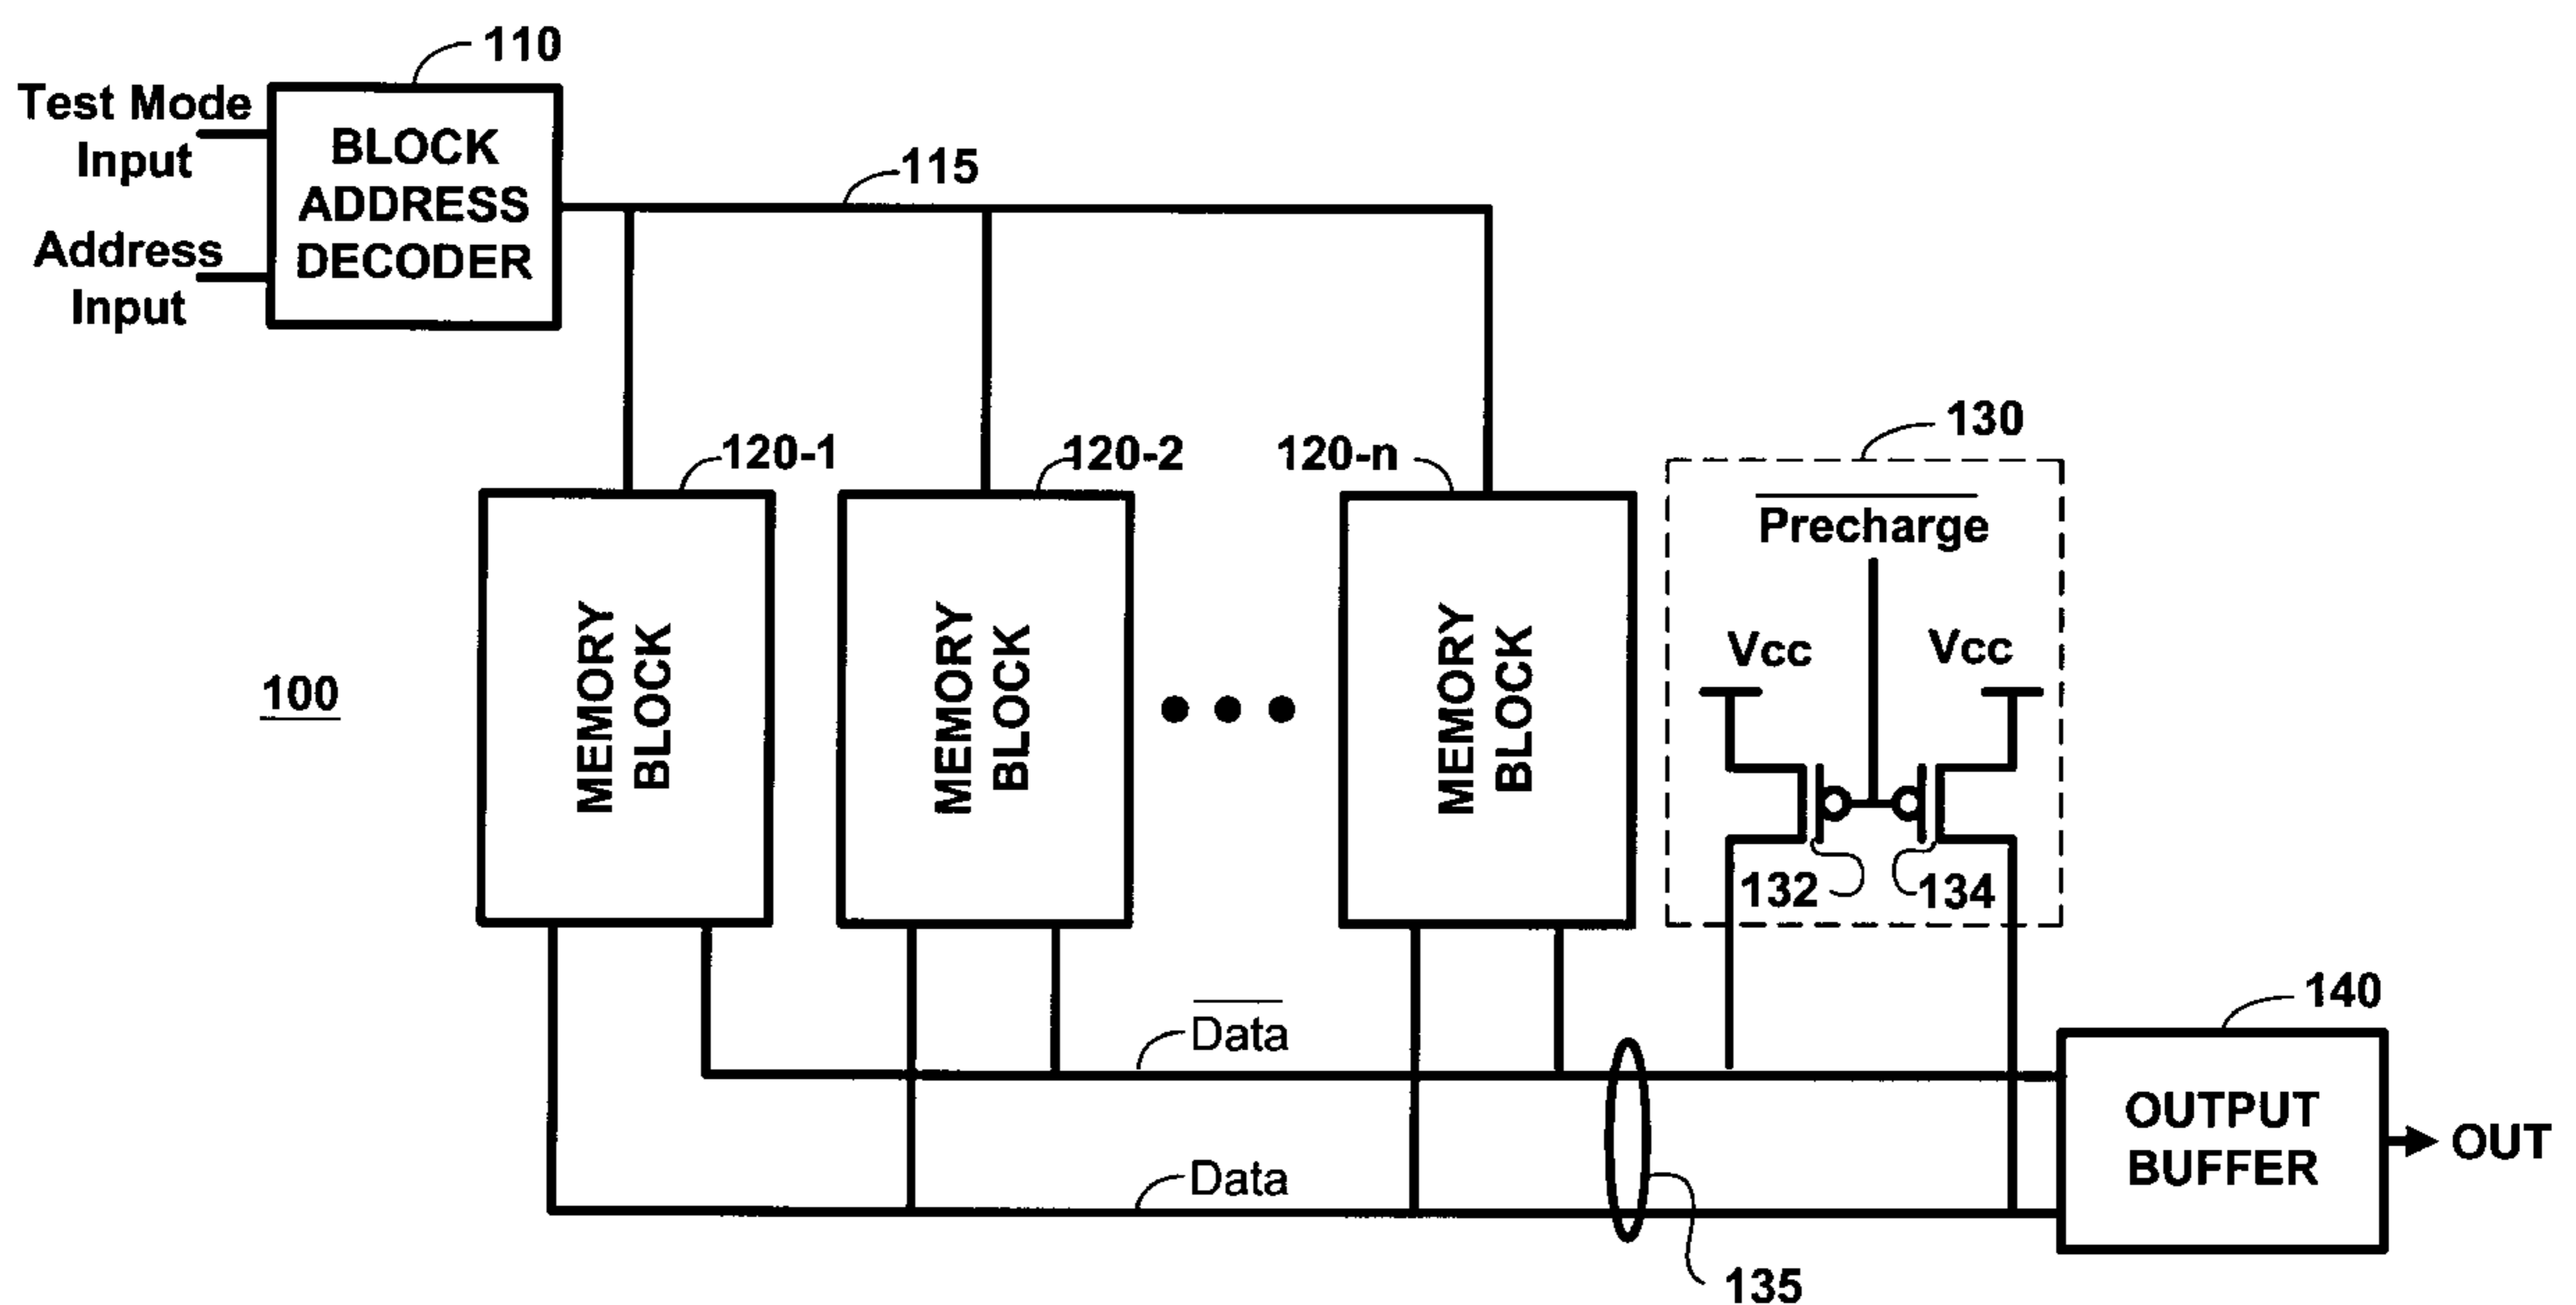 110
Test Mode
Input
BLOCK
ADDRESS
DECODER
Address
Input
115
120-1
120-2
120-n
130
Precharge
Vcc
Vcc
MEMORY
BLOCK
MEMORY
BLOCK
MEMORY
BLOCK
100
132
134
Data
140
OUTPUT
BUFFER
OUT
Data
135